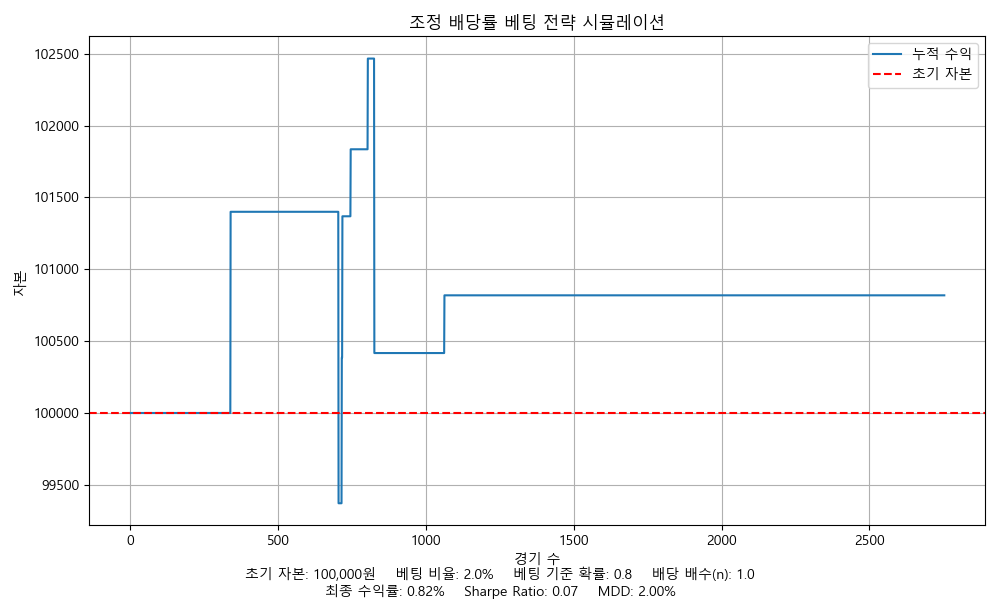 조정 배당률 베팅 전략 시뮬레이션
누적 수익
초기 자본
자본
102500
102000
101500
101000
100500
100000
99500
0 500 1000 1500 2000 2500
경기 수
초기 자본: 100,000원 베팅 비율: 2.0% 베팅 기준 확률: 0.8 배당 배수(n): 1.0
최종 수익률: 0.82% Sharpe Ratio: 0.07 MDD: 2.00%